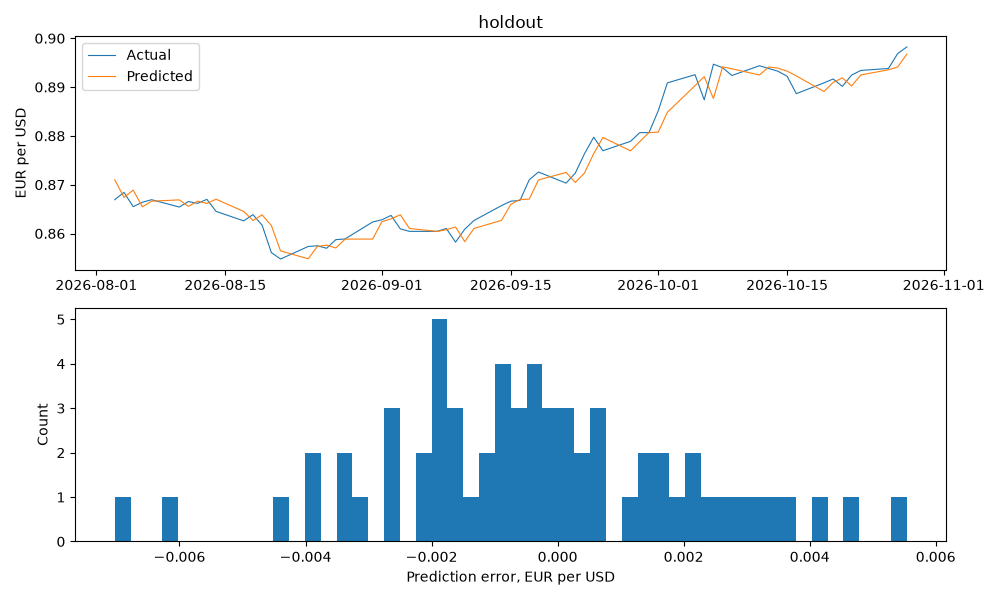 holdout
EUR per USD
0.90
0.89
0.88
0.87
0.86
Actual
Predicted
2026-08-01 2026-08-15 2026-09-01 2026-09-15 2026-10-01 2026-10-15 2026-11-01
Count
5
4
3
2
1
0
−0.006 −0.004 −0.002 0.000 0.002 0.004 0.006
Prediction error, EUR per USD